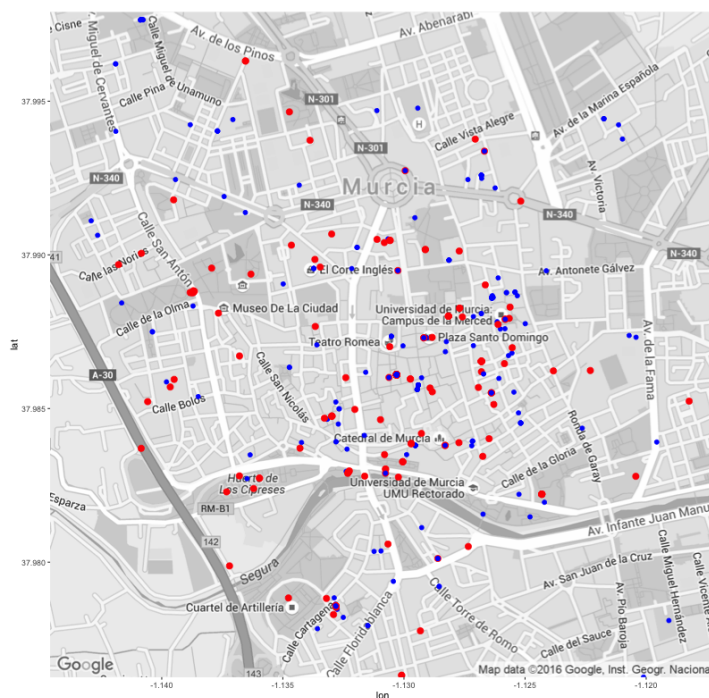 Calle Cisne
Av. Miguel de Cervantes
Calle Miguel de Unamuno
Av. de los Pinos
Av. Abenarabi
37.995
Calle Pina
N-301
Calle Vista Alegre
Av. de la Marina Española
N-301
H
N-340
Murcia
Av. Victoria
N-340
N-340
37.990
41
Calle las Norias
Calle San Antón
El Corte Inglés
Av. Antonete Gálvez
N-340
Calle de la Olma
Museo De La Ciudad
Universidad de Murcia.
Campus de la Merced
Teatro Romea
Plaza Santo Domingo
lat
Av. de la Fama
A-30
Calle San Nicolás
37.985
Calle Bolos
Catedral de Murcia
Ronda de Garay
Calle de la Gloria
Huerto de
Los Cipreses
Universidad de Murcia
UMU Rectorado
Esparza
RM-B1
Av. Infante Juan Manu
142
37.980
Segura
Av. San Juan de la Cruz
Calle Miguel Hernández
Calle Vicente
Cuartel de Artillería
Calle Cartagena
Calle Floridablanca
Calle Torre de Romo
Av. Pío Baroja
Calle del Sauce
143
Google
Map data ©2016 Google, Inst. Geogr. Naciona
-1.140
-1.135
-1.130
-1.125
-1.120
lon